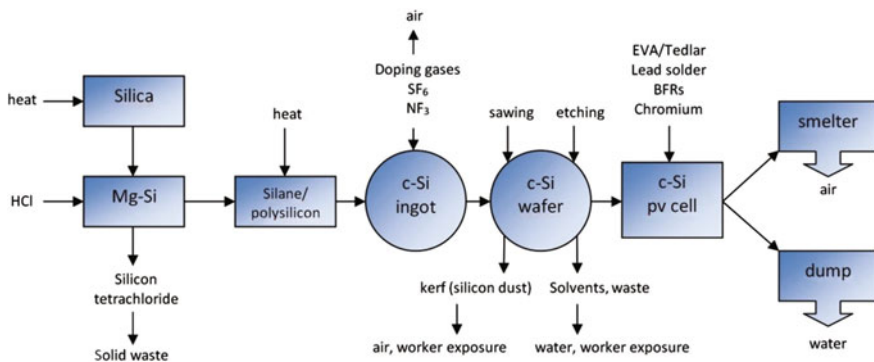 air
EVA/Tedlar
Lead solder
BFRs
Chromium
Doping gases
SF₆
NF₃
heat
Silica
heat
sawing
etching
smelter
air
HCl
Mg-Si
Silane/
polysilicon
c-Si
ingot
c-Si
wafer
c-Si
pv cell
Silicon
tetrachloride
Solid waste
kerf (silicon dust)
air, worker exposure
Solvents, waste
water, worker exposure
dump
water